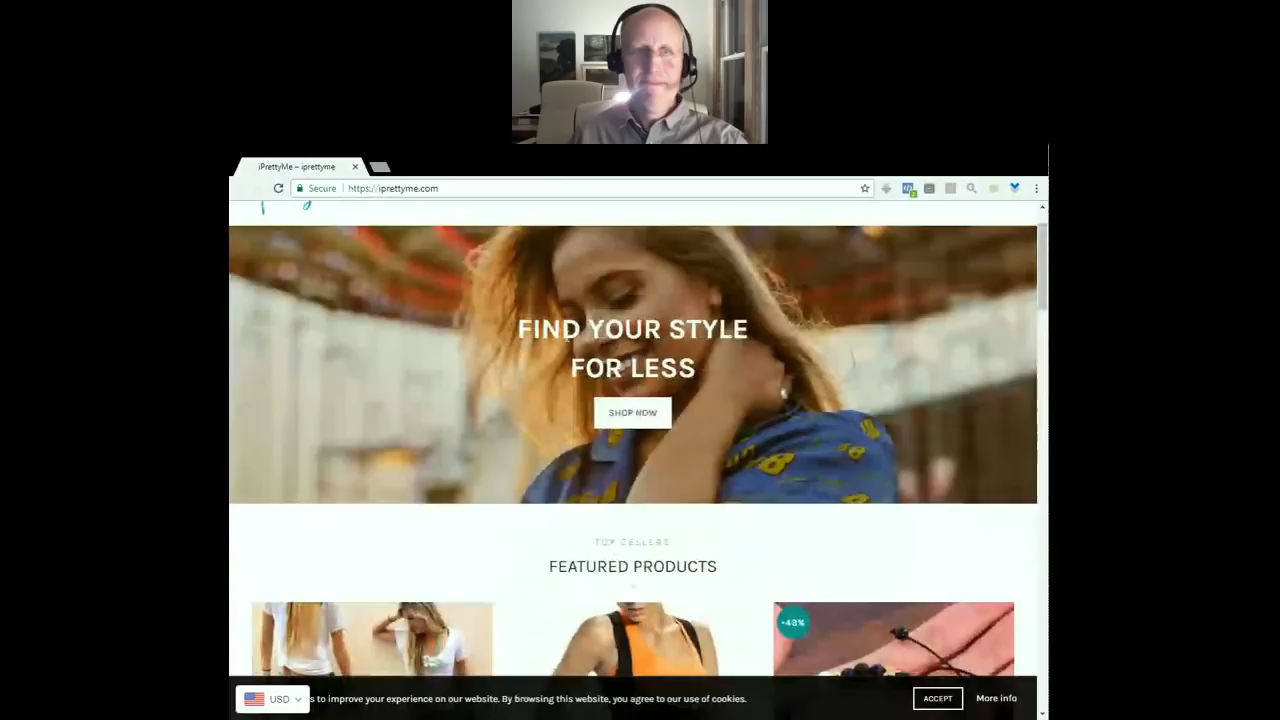 iPrettyMe – iprettyme
Secure
https://iprettyme.com
FIND YOUR STYLE
FOR LESS
SHOP NOW
TOP SELLERS
FEATURED PRODUCTS
-43%
USD
s to improve your experience on our website. By browsing this website, you agree to our use of cookies.
ACCEPT
More info